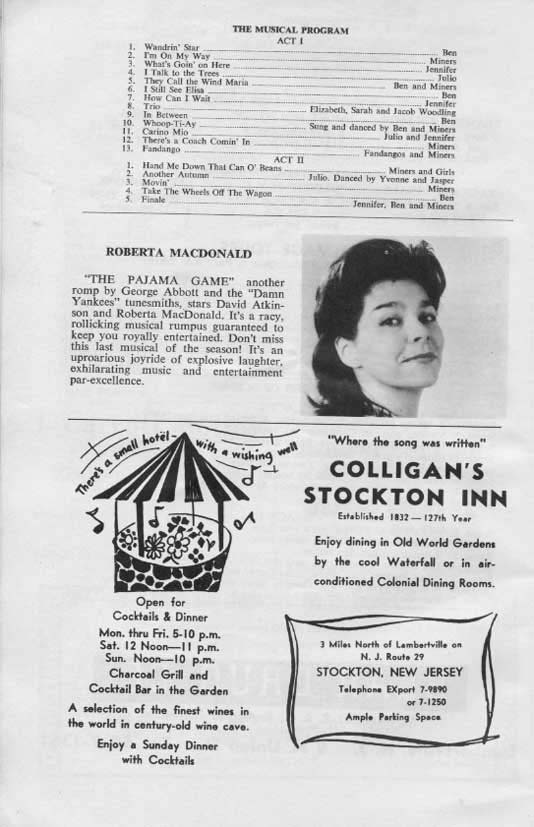 THE MUSICAL PROGRAM
ACT I
1. Wandrin' Star ... Ben
2. I'm On My Way ... Miners
3. What's Goin' on Here ... Jennifer
4. I Talk to the Trees ... Julio
5. They Call the Wind Maria ... Ben and Miners
6. I Still See Elisa ... Ben
7. How Can I Wait ... Jennifer
8. Trio ... Elizabeth, Sarah and Jacob Woodling
9. In Between ... Ben
10. Whoop-Ti-Ay ... Sung and danced by Ben and Miners
11. Carino Mio ... Julio and Jennifer
12. There's a Coach Comin' In ... Miners
13. Fandango ... Fandangos and Miners
ACT II
1. Hand Me Down That Can O' Beans ... Miners and Girls
2. Another Autumn ... Julio. Danced by Yvonne and Jasper
3. Movin' ... Miners
4. Take The Wheels Off The Wagon ... Ben
5. Finale ... Jennifer, Ben and Miners
ROBERTA MACDONALD
"THE PAJAMA GAME" another
romp by George Abbott and the "Damn
Yankees" tunesmiths, stars David Atkin-
son and Roberta MacDonald. It's a racy,
rollicking musical rumpus guaranteed to
keep you royally entertained. Don't miss
this last musical of the season! It's an
uproarious joyride of explosive laughter,
exhilarating music and entertainment
par-excellence.
There's a small hotel- with a wishing well
Open for
Cocktails & Dinner
Mon. thru Fri. 5-10 p.m.
Sat. 12 Noon—11 p.m.
Sun. Noon—10 p.m.
Charcoal Grill and
Cocktail Bar in the Garden
A selection of the finest wines in
the world in century-old wine cave.
Enjoy a Sunday Dinner
with Cocktails
"Where the song was written"
COLLIGAN'S
STOCKTON INN
Established 1832 — 127th Year
Enjoy dining in Old World Gardens
by the cool Waterfall or in air-
conditioned Colonial Dining Rooms.
3 Miles North of Lambertville on
N. J. Route 29
STOCKTON, NEW JERSEY
Telephone EXport 7-9890
or 7-1250
Ample Parking Space